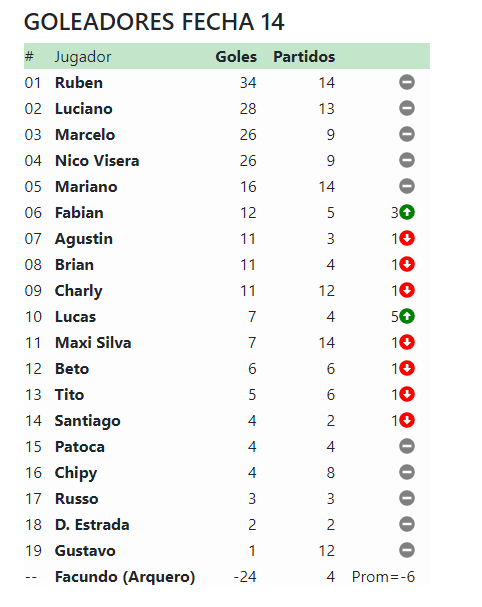 GOLEADORES FECHA 14
# Jugador Goles Partidos
01 Ruben 34 14
02 Luciano 28 13
03 Marcelo 26 9
04 Nico Visera 26 9
05 Mariano 16 14
06 Fabian 12 5 3
07 Agustin 11 3 1
08 Brian 11 4 1
09 Charly 11 12 1
10 Lucas 7 4 5
11 Maxi Silva 7 14 1
12 Beto 6 6 1
13 Tito 5 6 1
14 Santiago 4 2 1
15 Patoca 4 4
16 Chipy 4 8
17 Russo 3 3
18 D. Estrada 2 2
19 Gustavo 1 12
-- Facundo (Arquero) -24 4 Prom=-6